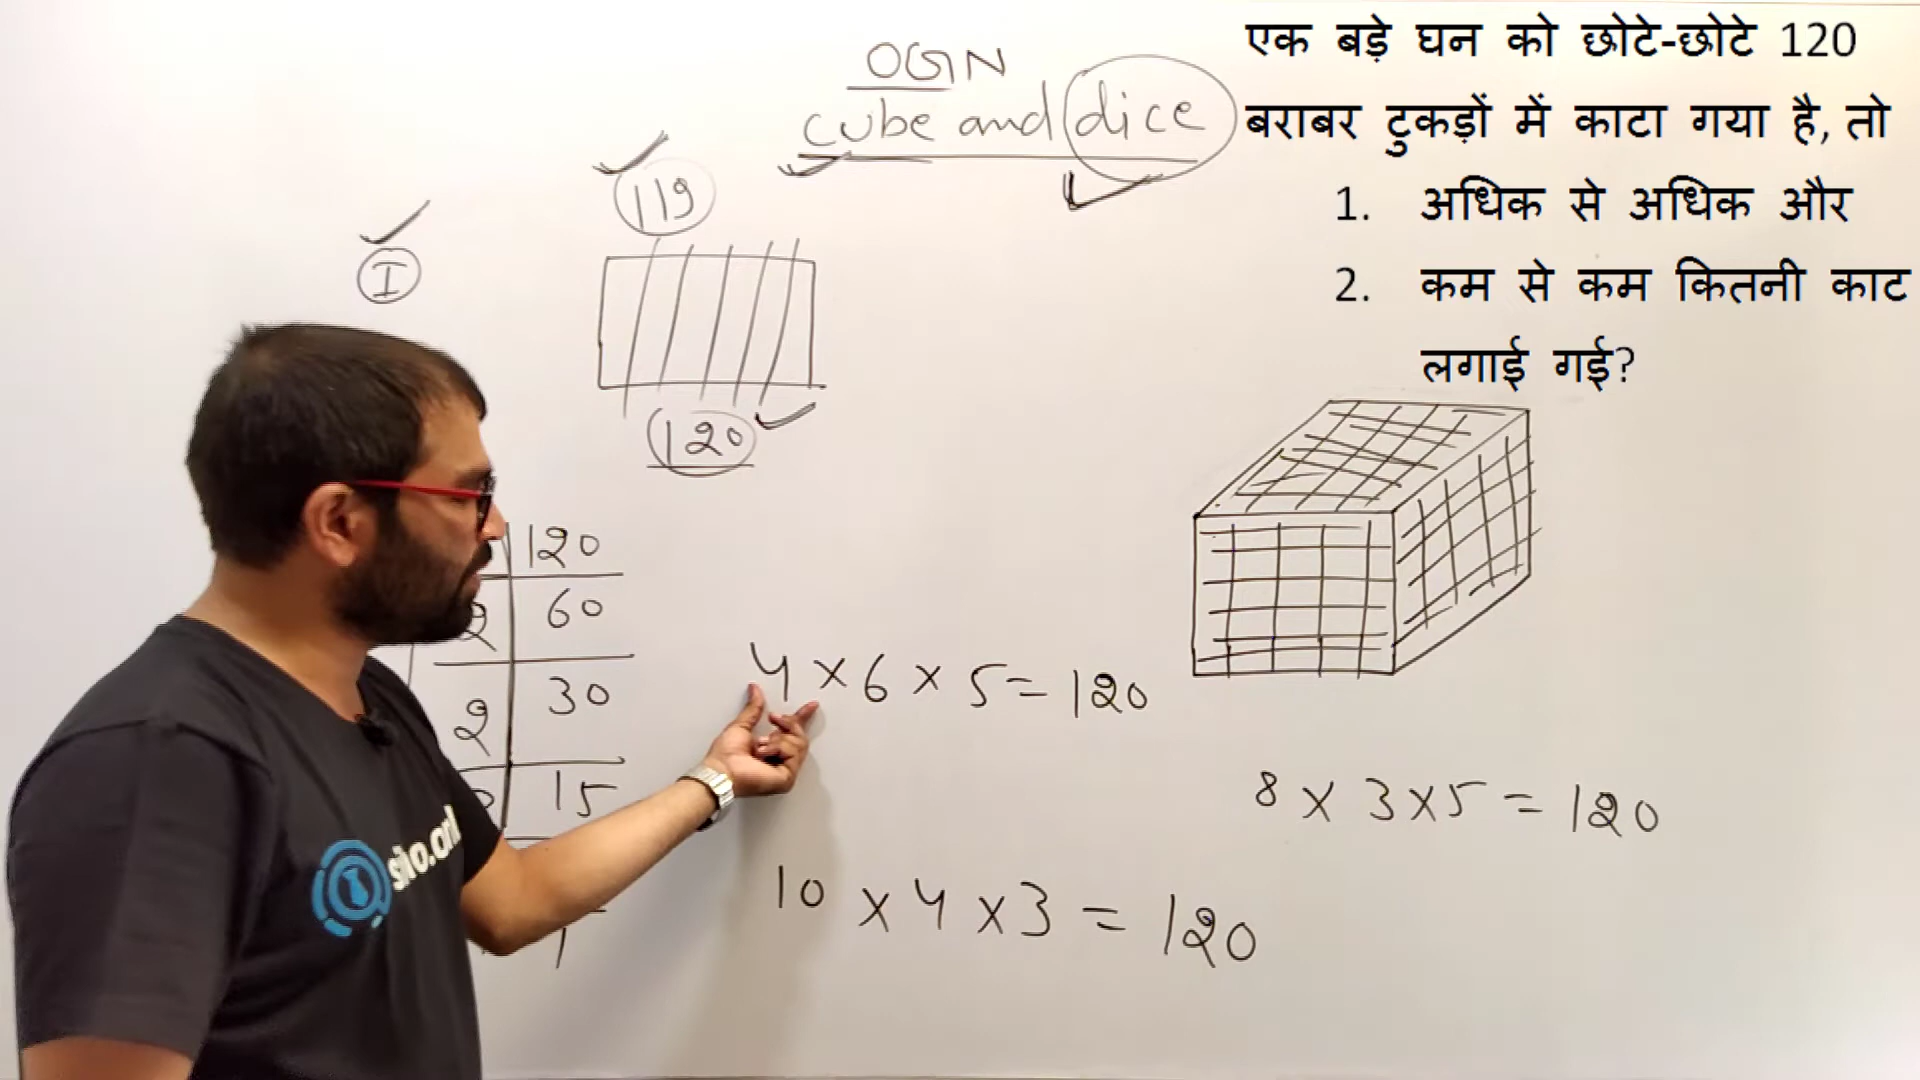 OGN
cube and dice
एक बड़े घन को छोटे-छोटे 120
बराबर टुकड़ों में काटा गया है, तो
1. अधिक से अधिक और
2. कम से कम कितनी काट
लगाई गई?
119
I
120
120
60
2
30
2
15
1
4 x 6 x 5 = 120
8 x 3 x 5 = 120
10 x 4 x 3 = 120